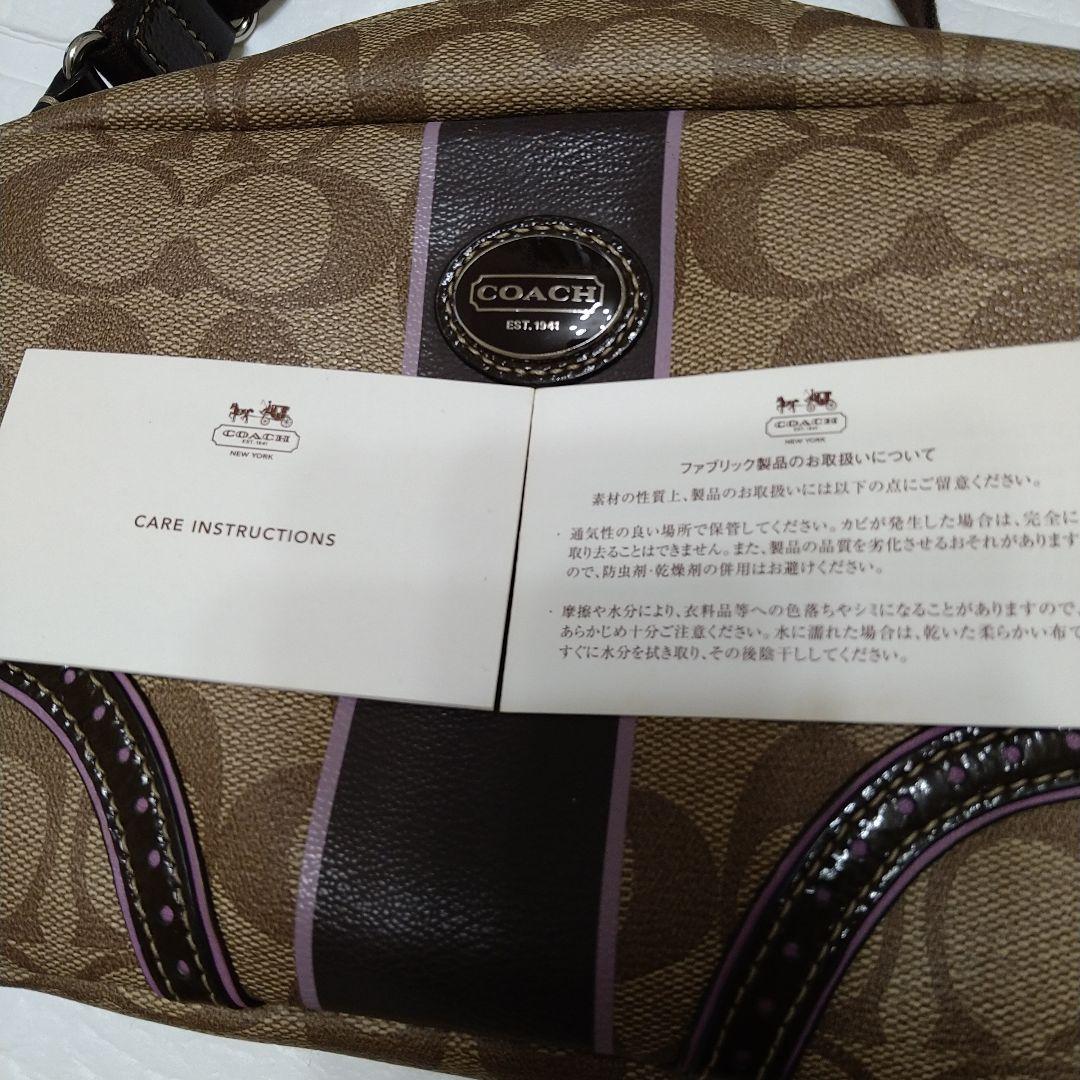 COACH
EST. 1941
COACH
EST. 1941
NEW YORK
CARE INSTRUCTIONS
COACH
EST. 1941
NEW YORK
ファブリック製品のお取扱いについて
素材の性質上、製品のお取扱いには以下の点にご留意ください。
・通気性の良い場所で保管してください。カビが発生した場合は、完全に
取り去ることはできません。また、製品の品質を劣化させるおそれがあります
ので、防虫剤・乾燥剤の併用はお避けください。
・摩擦や水分により、衣料品等への色落ちやシミになることがありますので、
あらかじめ十分ご注意ください。水に濡れた場合は、乾いた柔らかい布で
すぐに水分を拭き取り、その後陰干ししてください。